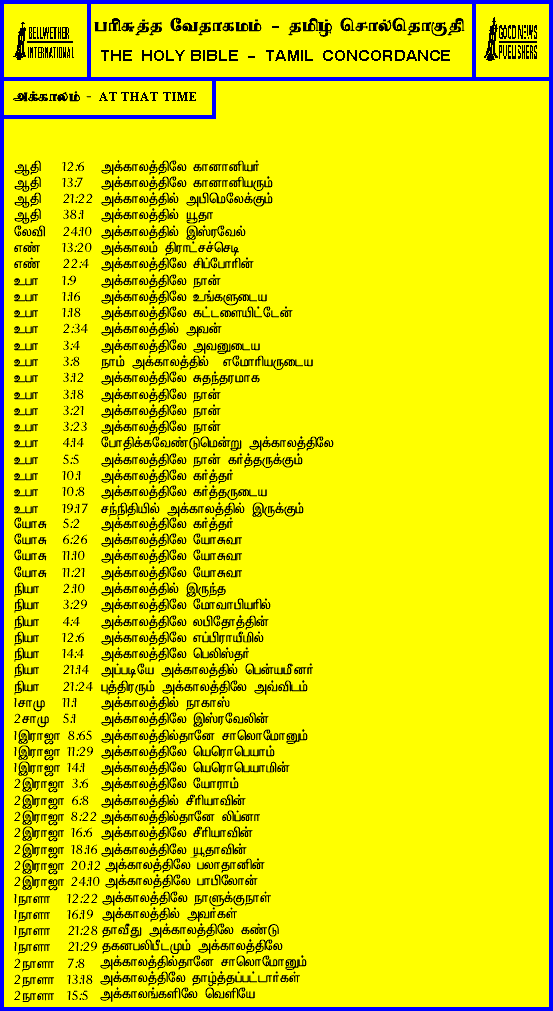 BELLWETHER
INTERNATIONAL
பரிசுத்த வேதாகமம் - தமிழ் சொல்தொகுதி
THE HOLY BIBLE - TAMIL CONCORDANCE
GOOD NEWS
PUBLISHERS
அக்காலம் - AT THAT TIME
ஆதி 12:6 அக்காலத்திலே கானானியர்
ஆதி 13:7 அக்காலத்திலே கானானியரும்
ஆதி 21:22 அக்காலத்தில் அபிமெலேக்கும்
ஆதி 38:1 அக்காலத்தில் யூதா
லேவி 24:10 அக்காலத்தில் இஸ்ரவேல்
எண் 13:20 அக்காலம் திராட்சச்செடி
எண் 22:4 அக்காலத்திலே சிப்போரின்
உபா 1:9 அக்காலத்திலே நான்
உபா 1:16 அக்காலத்திலே உங்களுடைய
உபா 1:18 அக்காலத்திலே கட்டளையிட்டேன்
உபா 2:34 அக்காலத்தில் அவன்
உபா 3:4 அக்காலத்திலே அவனுடைய
உபா 3:8 நாம் அக்காலத்தில் எமோரியருடைய
உபா 3:12 அக்காலத்திலே சுதந்தரமாக
உபா 3:18 அக்காலத்திலே நான்
உபா 3:21 அக்காலத்திலே நான்
உபா 3:23 அக்காலத்திலே நான்
உபா 4:14 போதிக்கவேண்டுமென்று அக்காலத்திலே
உபா 5:5 அக்காலத்திலே நான் கர்த்தருக்கும்
உபா 10:1 அக்காலத்திலே கர்த்தர்
உபா 10:8 அக்காலத்திலே கர்த்தருடைய
உபா 19:17 சந்நிதியில் அக்காலத்தில் இருக்கும்
யோசு 5:2 அக்காலத்திலே கர்த்தர்
யோசு 6:26 அக்காலத்திலே யோசுவா
யோசு 11:10 அக்காலத்திலே யோசுவா
யோசு 11:21 அக்காலத்திலே யோசுவா
நியா 2:10 அக்காலத்தில் இருந்த
நியா 3:29 அக்காலத்திலே மோவாபியரில்
நியா 4:4 அக்காலத்திலே லபிதோத்தின்
நியா 12:6 அக்காலத்திலே எப்பிராயீமில்
நியா 14:4 அக்காலத்திலே பெலிஸ்தர்
நியா 21:14 அப்படியே அக்காலத்தில் பென்யமீனர்
நியா 21:24 புத்திரரும் அக்காலத்திலே அவ்விடம்
1சாமு 11:1 அக்காலத்தில் நாகாஸ்
2சாமு 5:1 அக்காலத்திலே இஸ்ரவேலின்
1இராஜா 8:65 அக்காலத்தில்தானே சாலொமோனும்
1இராஜா 11:29 அக்காலத்திலே யெரொபெயாம்
1இராஜா 14:1 அக்காலத்திலே யெரொபெயாமின்
2இராஜா 3:6 அக்காலத்திலே யோராம்
2இராஜா 6:8 அக்காலத்தில் சீரியாவின்
2இராஜா 8:22 அக்காலத்தில்தானே லிப்னா
2இராஜா 16:6 அக்காலத்திலே சீரியாவின்
2இராஜா 18:16 அக்காலத்திலே யூதாவின்
2இராஜா 20:12 அக்காலத்திலே பலாதானின்
2இராஜா 24:10 அக்காலத்திலே பாபிலோன்
1நாளா 12:22 அக்காலத்திலே நாளுக்குநாள்
1நாளா 16:19 அக்காலத்தில் அவர்கள்
1நாளா 21:28 தாவீது அக்காலத்திலே கண்டு
1நாளா 21:29 தகனபலிபீடமும் அக்காலத்திலே
2நாளா 7:8 அக்காலத்தில்தானே சாலொமோனும்
2நாளா 13:18 அக்காலத்திலே தாழ்த்தப்பட்டார்கள்
2நாளா 15:5 அக்காலங்களிலே வெளியே